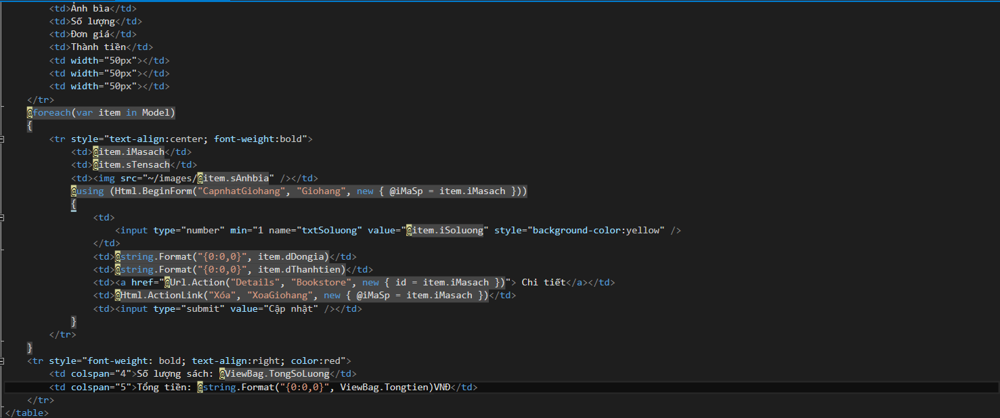 <td>Ảnh bìa</td>
<td>Số lượng</td>
<td>Đơn giá</td>
<td>Thành tiền</td>
<td width="50px"></td>
<td width="50px"></td>
<td width="50px"></td>
</tr>
@foreach(var item in Model)
{
<tr style="text-align:center; font-weight:bold">
<td>@item.iMasach</td>
<td>@item.sTensach</td>
<td><img src="~/images/@item.sAnhbia" /></td>
@using (Html.BeginForm("CapnhatGiohang", "Giohang", new { @iMaSp = item.iMasach }))
{
<td>
<input type="number" min="1 name="txtSoluong" value="@item.iSoluong" style="background-color:yellow" />
</td>
<td>@string.Format("{0:0,0}", item.dDongia)</td>
<td>@string.Format("{0:0,0}", item.dThanhtien)</td>
<td><a href="@Url.Action("Details", "Bookstore", new { id = item.iMasach })"> Chi tiết</a></td>
<td>@Html.ActionLink("Xóa", "XoaGiohang", new { @iMaSp = item.iMasach })</td>
<td><input type="submit" value="Cập nhật" /></td>
}
</tr>
}
<tr style="font-weight: bold; text-align:right; color:red">
<td colspan="4">Số lượng sách: @ViewBag.TongSoLuong</td>
<td colspan="5">Tổng tiền: @string.Format("{0:0,0}", ViewBag.Tongtien)VNĐ</td>
</tr>
</table>